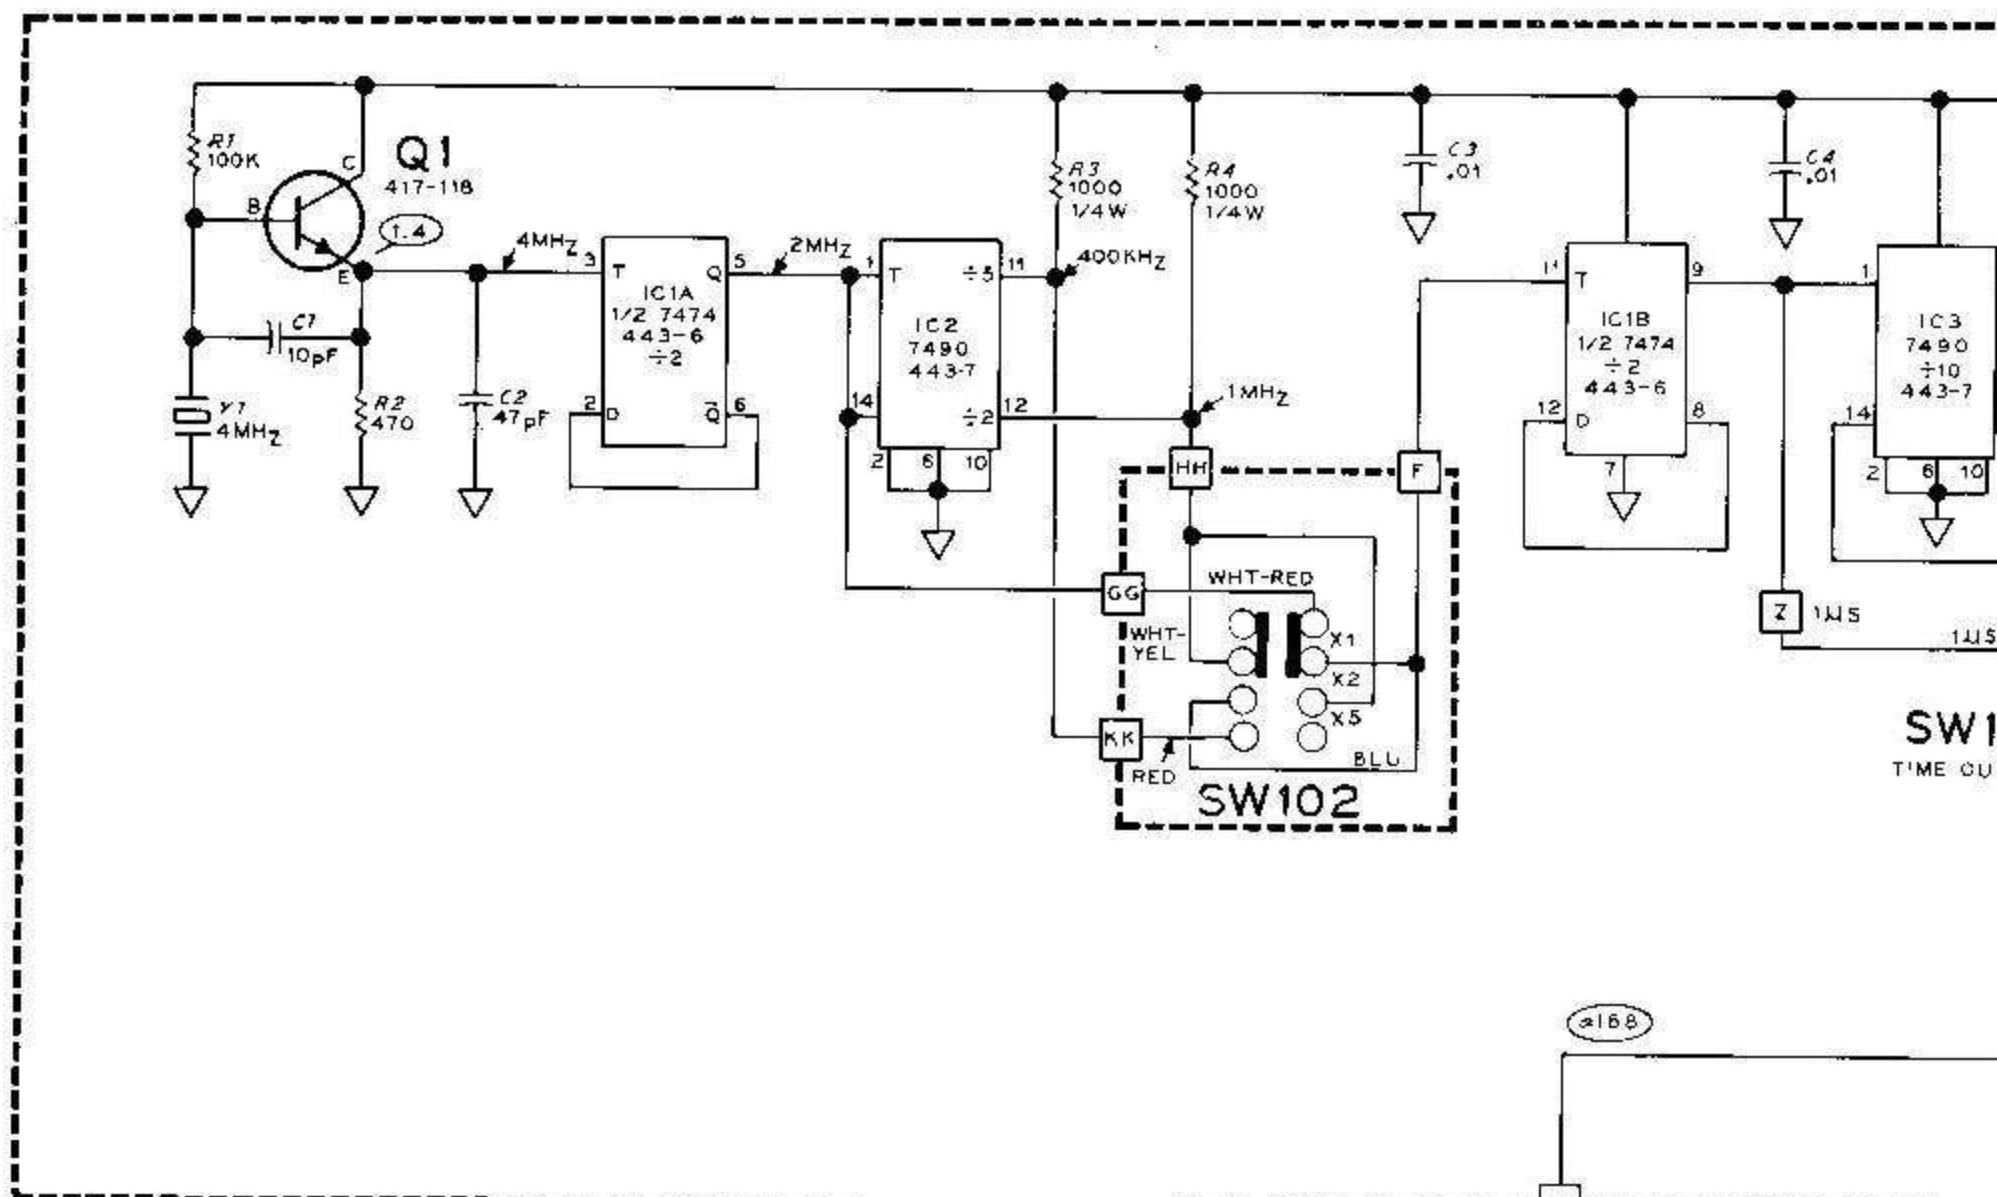 R1
100K
Q1
417-118
C
B
E
1.4
C1
10pF
Y1
4MHZ
R2
470
C2
47pF
4MHZ
3
T
Q
5
IC1A
1/2 7474
443-6
÷2
2
D
Q̅
6
2MHZ
1
T
÷5
11
IC2
7490
443-7
14
÷2
12
2
6
10
R3
1000
1/4W
400KHZ
R4
1000
1/4W
1MHZ
C3
.01
HH
F
GG
WHT-RED
WHT-
YEL
X1
X2
X5
KK
RED
BLU
SW102
11
T
9
IC1B
1/2 7474
÷2
443-6
12
D
8
7
C4
.01
1
IC3
7490
÷10
443-7
14
2
6
10
Z
1µS
1µS
SW1
TIME